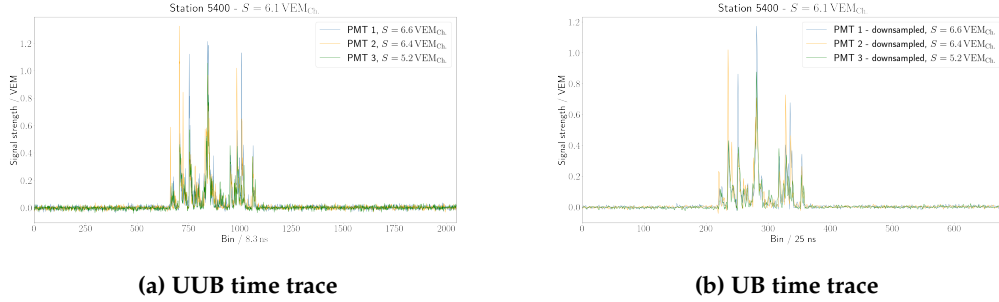 Station 5400 - S = 6.1 VEM_Ch.
PMT 1, S = 6.6 VEM_Ch.
PMT 2, S = 6.4 VEM_Ch.
PMT 3, S = 5.2 VEM_Ch.
Signal strength / VEM
1.2
1.0
0.8
0.6
0.4
0.2
0.0
0
250
500
750
1000
1250
1500
1750
2000
Bin / 8.3 ns
(a) UUB time trace
Station 5400 - S = 6.1 VEM_Ch.
PMT 1 - downsampled, S = 6.6 VEM_Ch.
PMT 2 - downsampled, S = 6.4 VEM_Ch.
PMT 3 - downsampled, S = 5.2 VEM_Ch.
Signal strength / VEM
1.2
1.0
0.8
0.6
0.4
0.2
0.0
0
100
200
300
400
500
600
Bin / 25 ns
(b) UB time trace